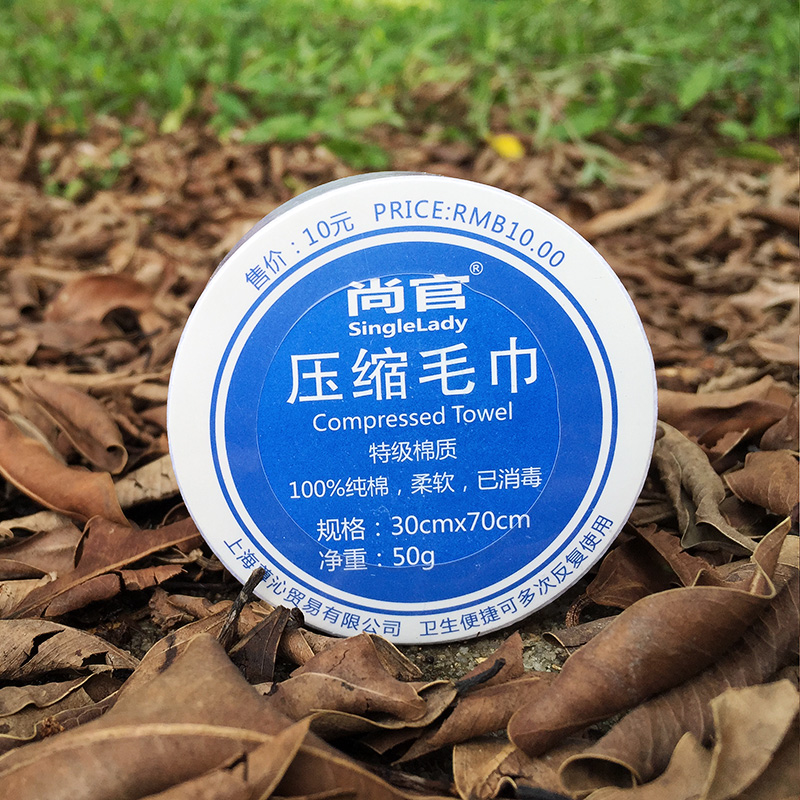 售价：10元 PRICE:RMB10.00
尚官®
SingleLady
压缩毛巾
Compressed Towel
特级棉质
100%纯棉，柔软，已消毒
规格：30cmx70cm
净重：50g
上海 沁贸易有限公司 卫生便捷可多次反复使用